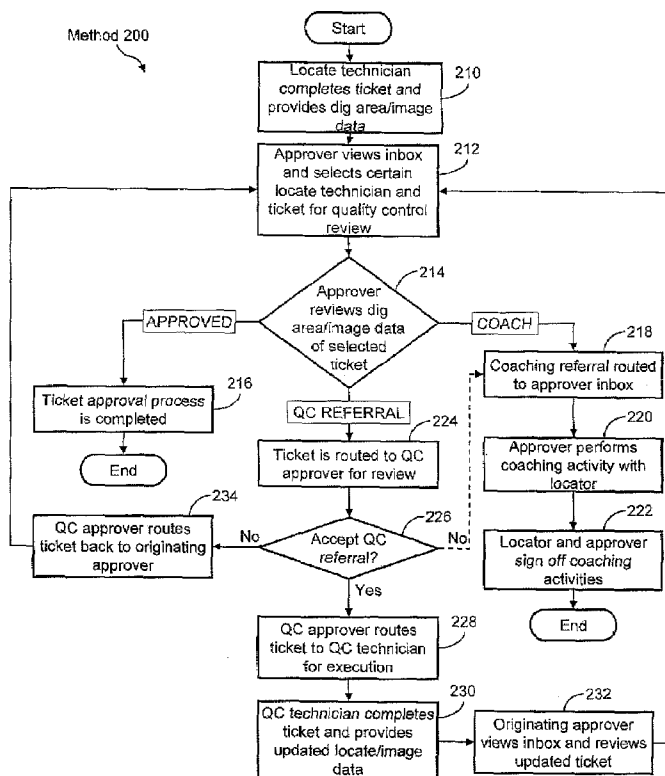 Method 200
Start
210
Locate technician
completes ticket and
provides dig area/image
data
212
Approver views inbox
and selects certain
locate technician and
ticket for quality control
review
214
Approver
reviews dig
area/image data
of selected
ticket
APPROVED
COACH
QC REFERRAL
216
Ticket approval process
is completed
End
218
Coaching referral routed
to approver inbox
220
Approver performs
coaching activity with
locator
222
Locator and approver
sign off coaching
activities
End
224
Ticket is routed to QC
approver for review
226
Accept QC
referral?
No
No
Yes
234
QC approver routes
ticket back to originating
approver
228
QC approver routes
ticket to QC technician
for execution
230
QC technician completes
ticket and provides
updated locate/image
data
232
Originating approver
views inbox and reviews
updated ticket